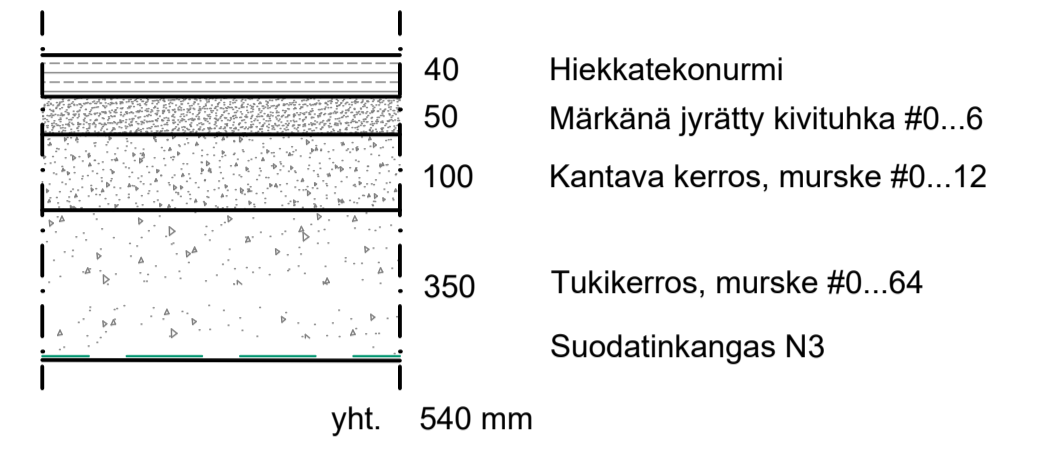 40 Hiekkatekonurmi
50 Märkänä jyrätty kivituhka #0...6
100 Kantava kerros, murske #0...12
350 Tukikerros, murske #0...64
Suodatinkangas N3
yht. 540 mm